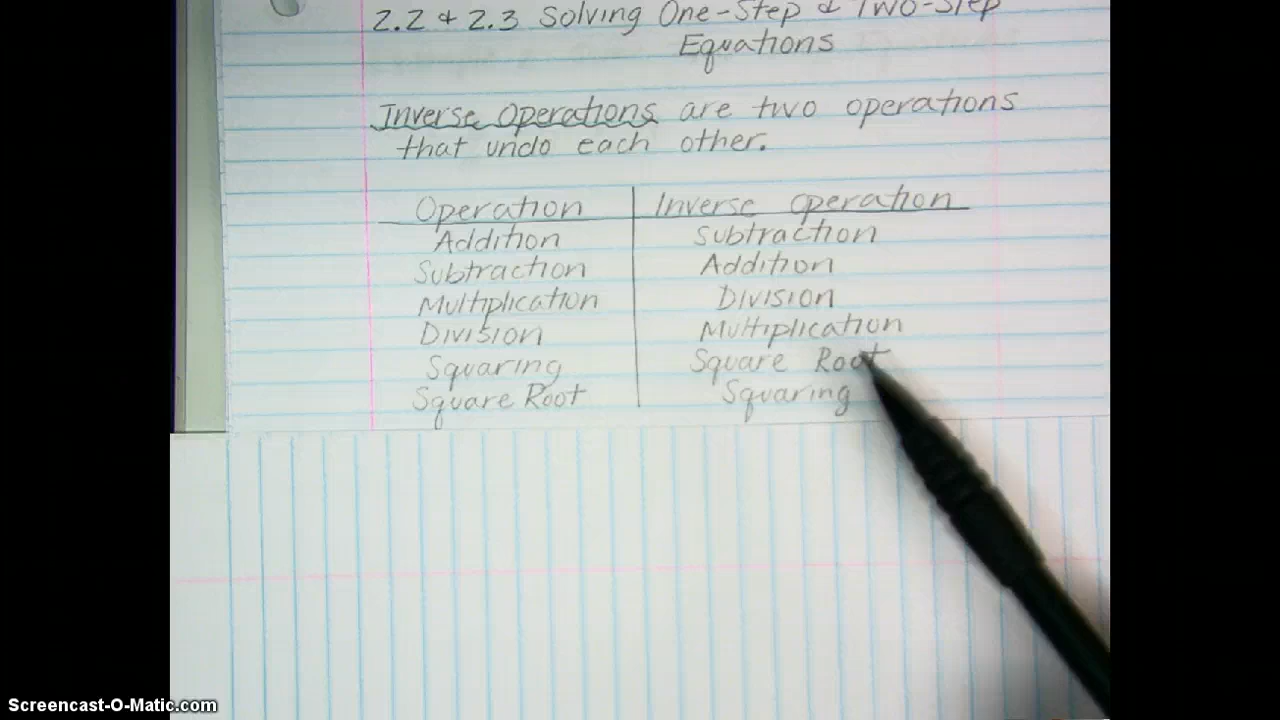 2.2 & 2.3 Solving One-Step & Two-Step
Equations
Inverse Operations are two operations
that undo each other.
Operation Inverse Operation
Addition Subtraction
Subtraction Addition
Multiplication Division
Division Multiplication
Squaring Square Root
Square Root Squaring
Screencast-O-Matic.com